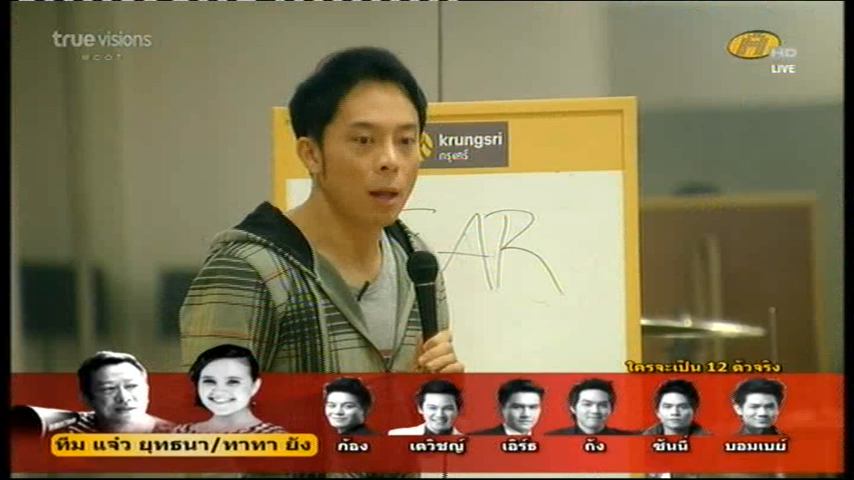 truevisions
MCOT
HD
LIVE
krungsri
กรุงศรี
EAR
ใครจะเป็น 12 ตัวจริง
ทีม แจ๋ว ยุทธนา/ทาทา ยัง
ก้อง
เตวิชญ์
เอิร์ธ
กัง
ซันนี่
บอมเบย์